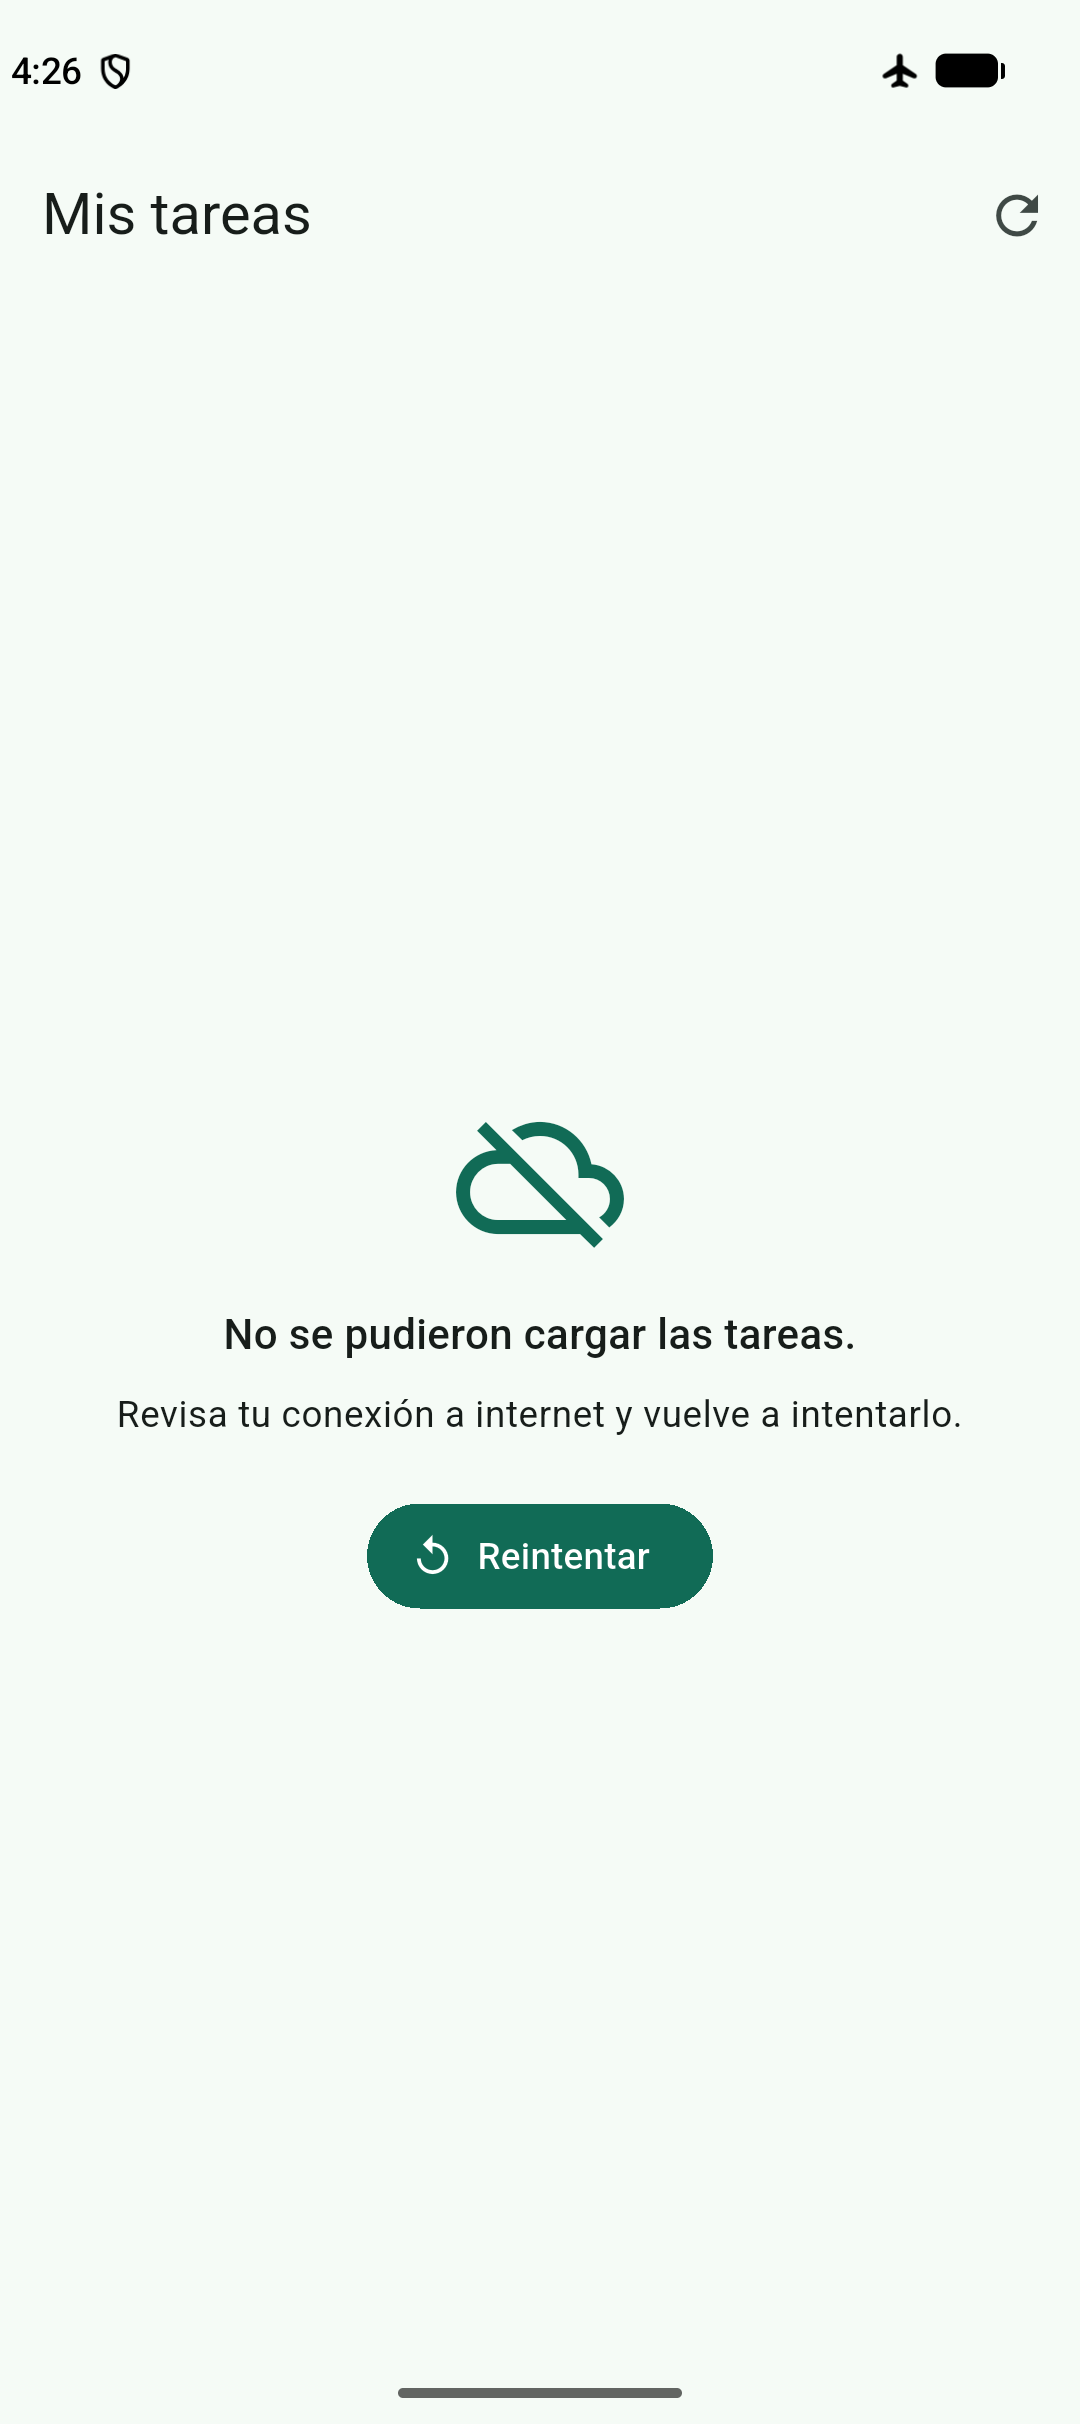 4:26
Mis tareas
No se pudieron cargar las tareas.
Revisa tu conexión a internet y vuelve a intentarlo.
Reintentar